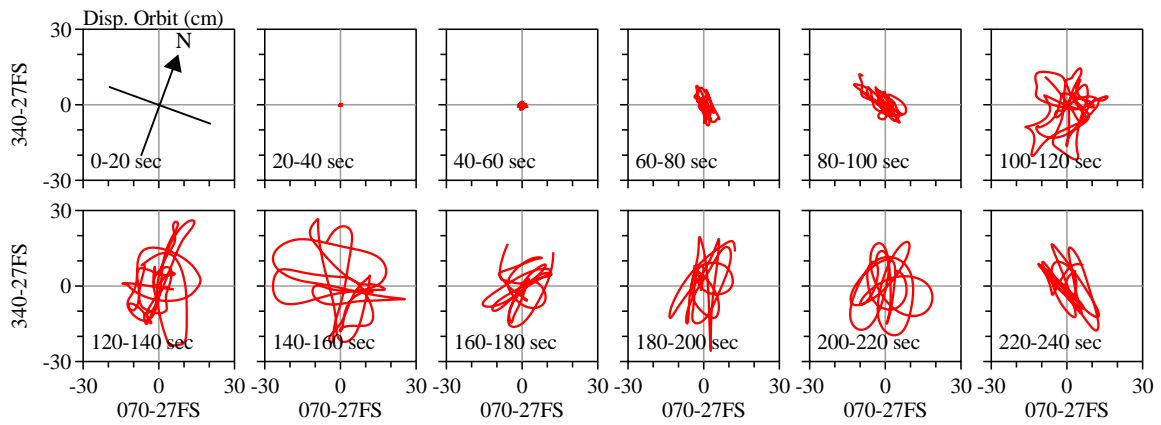 Disp. Orbit (cm)
30
0
-30
340-27FS
N
0-20 sec
20-40 sec
40-60 sec
60-80 sec
80-100 sec
100-120 sec
30
0
-30
340-27FS
120-140 sec
140-160 sec
160-180 sec
180-200 sec
200-220 sec
220-240 sec
-30 0 30 -30 0 30 -30 0 30 -30 0 30 -30 0 30 -30 0 30
070-27FS 070-27FS 070-27FS 070-27FS 070-27FS 070-27FS